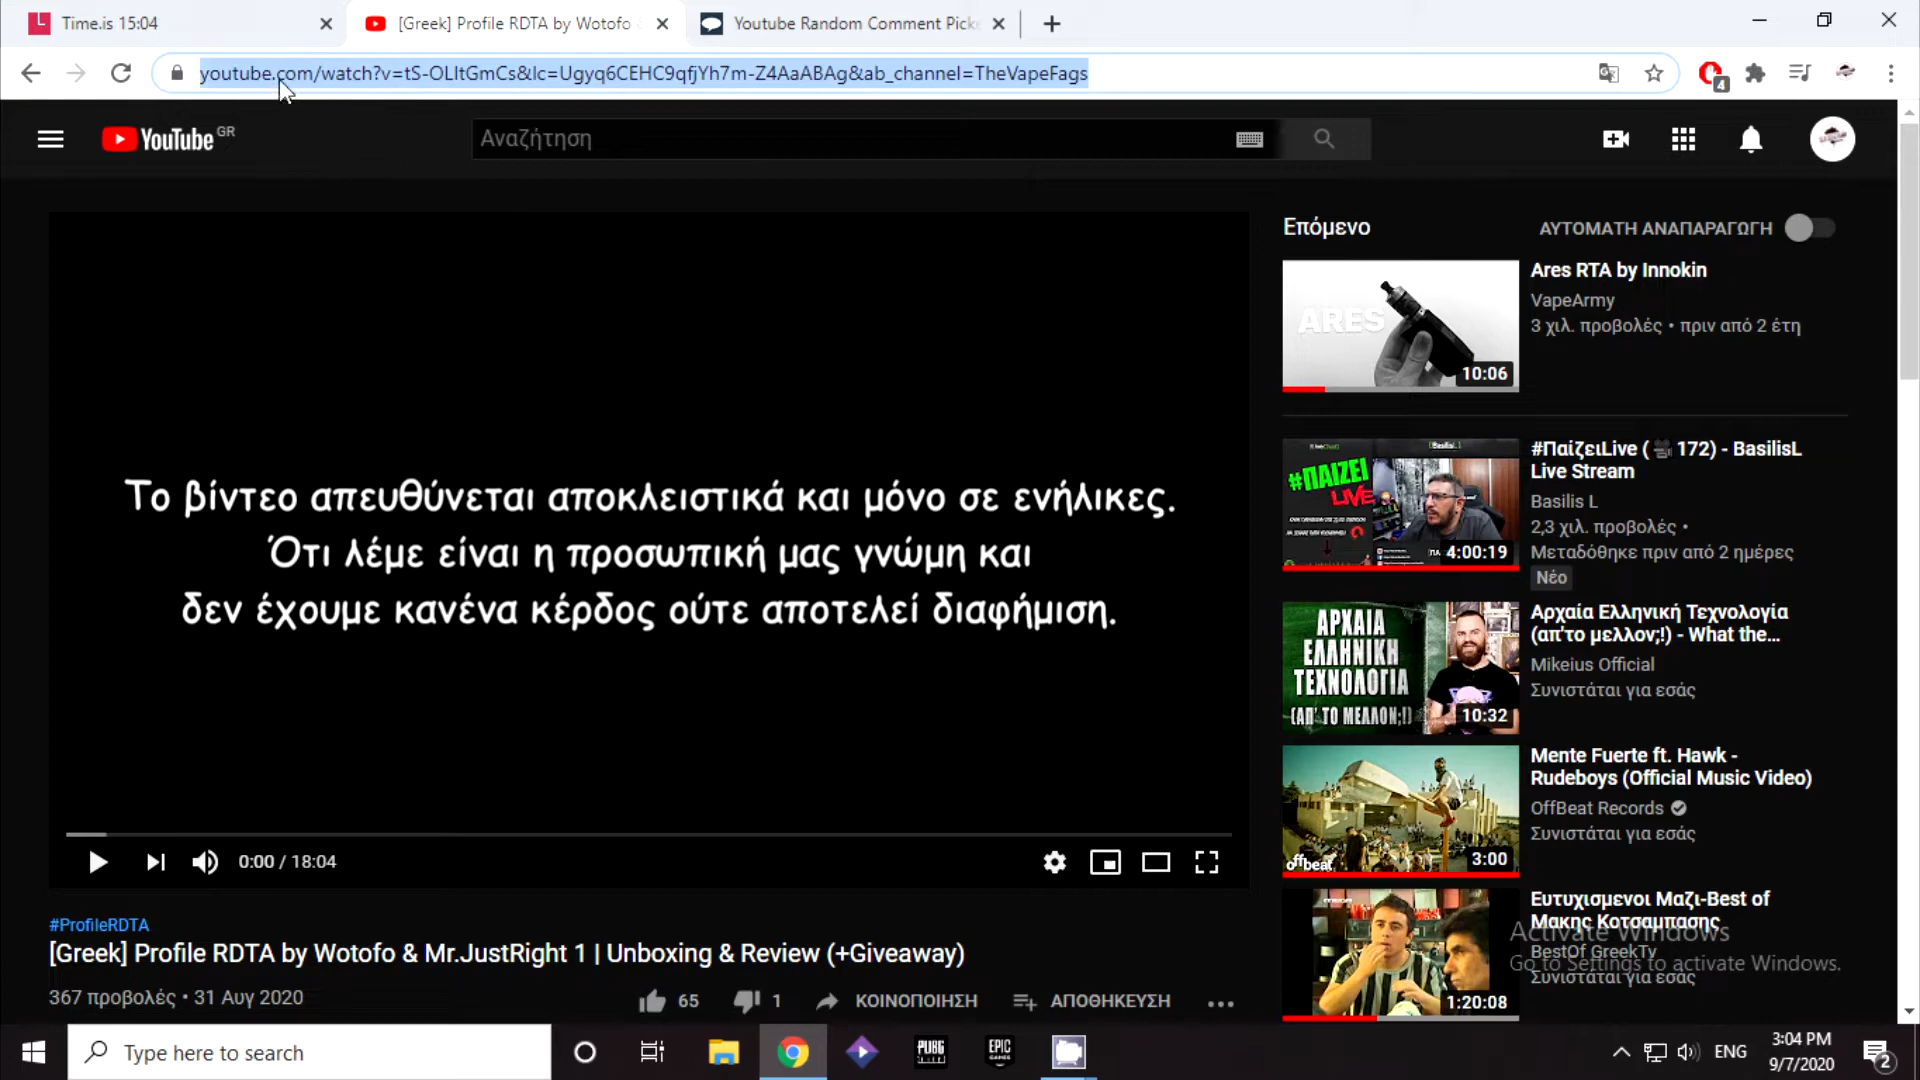 Time.is 15:04
[Greek] Profile RDTA by Wotofo
Youtube Random Comment Picke
youtube.com/watch?v=tS-OLItGmCs&lc=Ugyq6CEHC9qfjYh7m-Z4AaABAg&ab_channel=TheVapeFags
4
YouTube GR
Αναζήτηση
Το βίντεο απευθύνεται αποκλειστικά και μόνο σε ενήλικες.
Ότι λέμε είναι η προσωπική μας γνώμη και
δεν έχουμε κανένα κέρδος ούτε αποτελεί διαφήμιση.
0:00 / 18:04
#ProfileRDTA
[Greek] Profile RDTA by Wotofo & Mr.JustRight 1 | Unboxing & Review (+Giveaway)
367 προβολές • 31 Αυγ 2020
65
1
ΚΟΙΝΟΠΟΙΗΣΗ
ΑΠΟΘΗΚΕΥΣΗ
Επόμενο
ΑΥΤΟΜΑΤΗ ΑΝΑΠΑΡΑΓΩΓΗ
ARES
10:06
Ares RTA by Innokin
VapeArmy
3 χιλ. προβολές • πριν από 2 έτη
#ΠΑΙΖΕΙ
LIVE
4:00:19
#ΠαίζειLive ( 172) - BasilisL
Live Stream
Basilis L
2,3 χιλ. προβολές •
Μεταδόθηκε πριν από 2 ημέρες
Νέο
ΑΡΧΑΙΑ
ΕΛΛΗΝΙΚΗ
ΤΕΧΝΟΛΟΓΙΑ
(ΑΠ' ΤΟ ΜΕΛΛΟΝ;!)
10:32
Αρχαία Ελληνική Τεχνολογία
(απ'το μελλον;!) - What the...
Mikeius Official
Συνιστάται για εσάς
offbeat
3:00
Mente Fuerte ft. Hawk -
Rudeboys (Official Music Video)
OffBeat Records
Συνιστάται για εσάς
1:20:08
Ευτυχισμενοι Μαζι-Best of
Μακης Κοτσαμπασης
BestOf GreekTv
Συνιστάται για εσάς
Activate Windows
Go to Settings to activate Windows.
Type here to search
PUBG
EPIC
GAMES
ENG
3:04 PM
9/7/2020
2